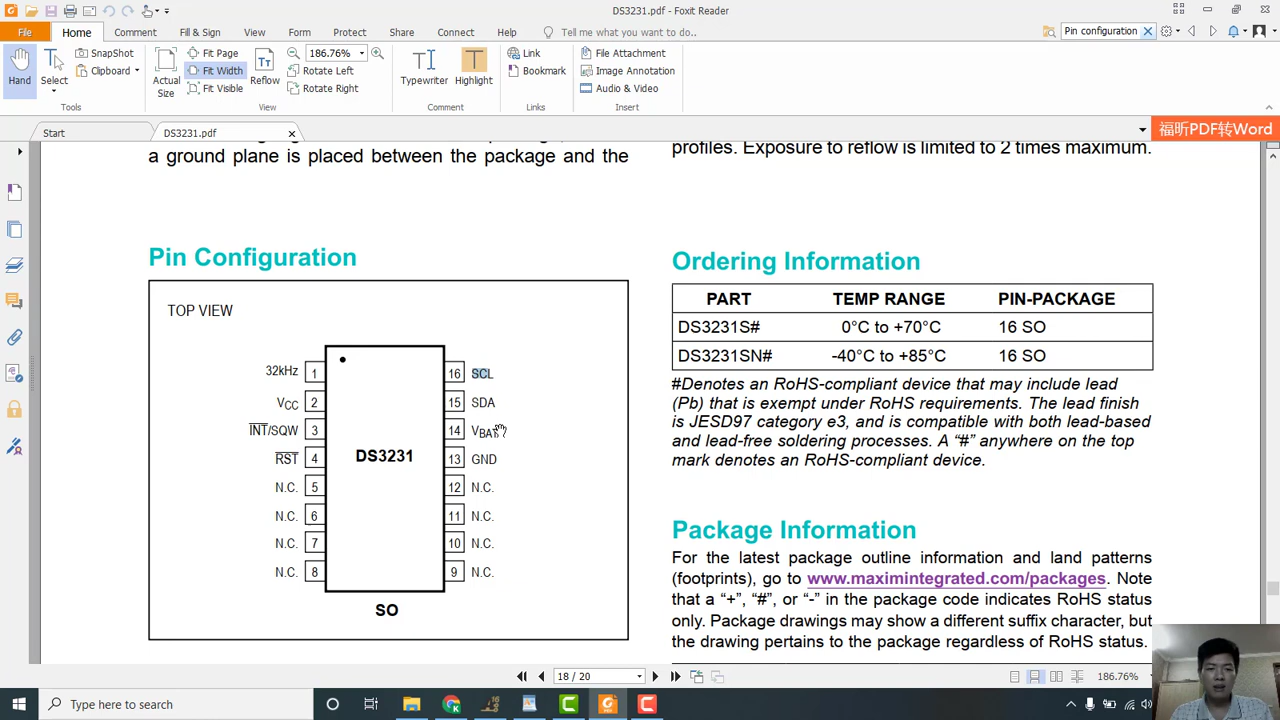 DS3231.pdf - Foxit Reader
File
Home
Comment
View
Fill & Sign
Form
Protect
Share
Connect
Help
Tell me what you want to do..
Pin configuration
Hand
Select
SnapShot
Clipboard
Tools
Actual
Size
Fit Page
Fit Width
Fit Visible
Reflow
186.76%
Rotate Left
Rotate Right
View
Typewriter
Highlight
Comment
Link
Bookmark
Links
File Attachment
Image Annotation
Audio & Video
Insert
Start
DS3231.pdf
福昕PDF转Word
a ground plane is placed between the package and the
profiles. Exposure to reflow is limited to 2 times maximum.
Pin Configuration
TOP VIEW
32kHz 1
VCC 2
INT/SQW 3
RST 4
N.C. 5
N.C. 6
N.C. 7
N.C. 8
DS3231
16 SCL
15 SDA
14 VBAT
13 GND
12 N.C.
11 N.C.
10 N.C.
9 N.C.
SO
Ordering Information
PART TEMP RANGE PIN-PACKAGE
DS3231S# 0°C to +70°C 16 SO
DS3231SN# -40°C to +85°C 16 SO
#Denotes an RoHS-compliant device that may include lead
(Pb) that is exempt under RoHS requirements. The lead finish
is JESD97 category e3, and is compatible with both lead-based
and lead-free soldering processes. A “#” anywhere on the top
mark denotes an RoHS-compliant device.
Package Information
For the latest package outline information and land patterns
(footprints), go to www.maximintegrated.com/packages. Note
that a “+”, “#”, or “-” in the package code indicates RoHS status
only. Package drawings may show a different suffix character, but
the drawing pertains to the package regardless of RoHS status.
18 / 20
186.76%
Type here to search